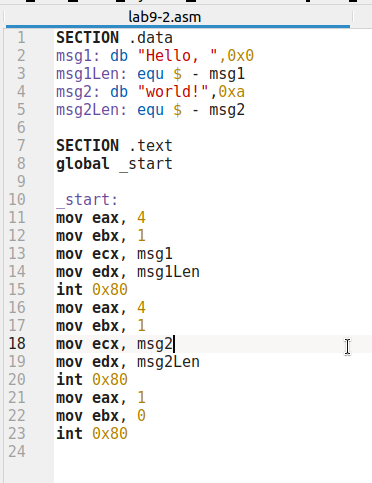 lab9-2.asm
1 SECTION .data
2 msg1: db "Hello, ",0x0
3 msg1Len: equ $ - msg1
4 msg2: db "world!",0xa
5 msg2Len: equ $ - msg2
6
7 SECTION .text
8 global _start
9
10 _start:
11 mov eax, 4
12 mov ebx, 1
13 mov ecx, msg1
14 mov edx, msg1Len
15 int 0x80
16 mov eax, 4
17 mov ebx, 1
18 mov ecx, msg2
19 mov edx, msg2Len
20 int 0x80
21 mov eax, 1
22 mov ebx, 0
23 int 0x80
24